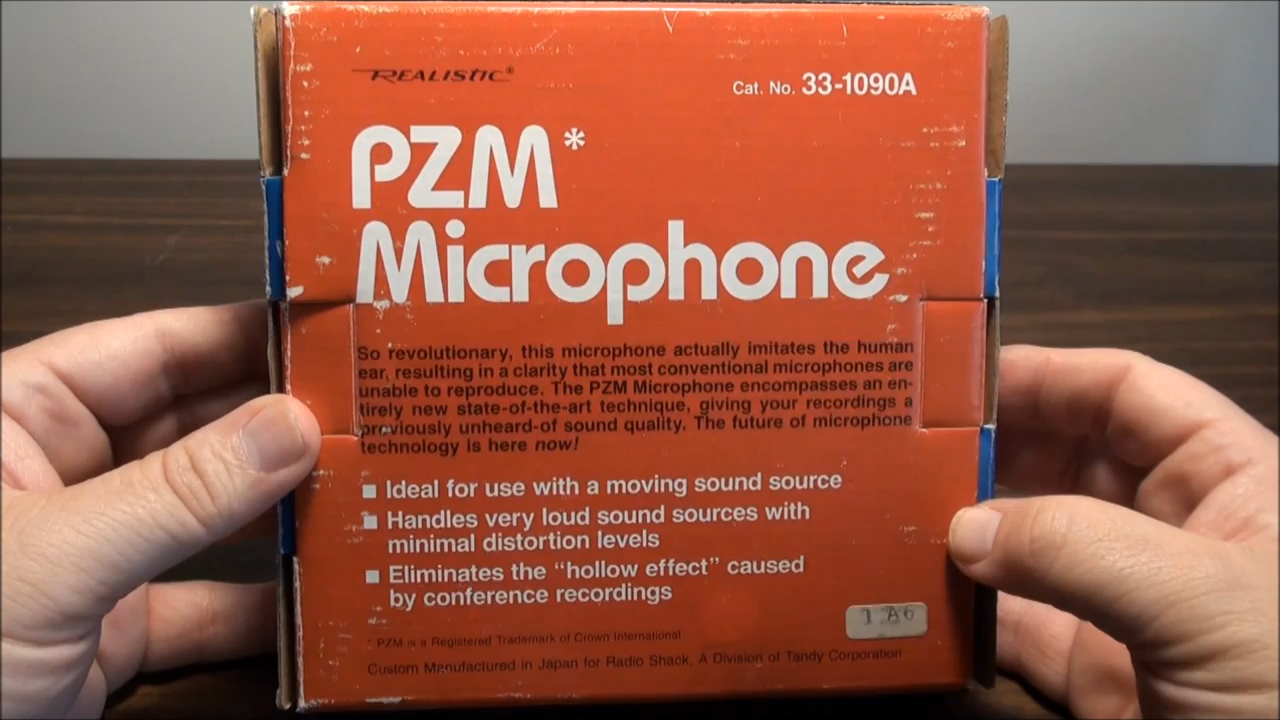 REALISTIC®
Cat. No. 33-1090A
PZM*
Microphone
So revolutionary, this microphone actually imitates the human
ear, resulting in a clarity that most conventional microphones are
unable to reproduce. The PZM Microphone encompasses an en-
tirely new state-of-the-art technique, giving your recordings a
previously unheard-of sound quality. The future of microphone
technology is here now!
■ Ideal for use with a moving sound source
■ Handles very loud sound sources with
minimal distortion levels
■ Eliminates the “hollow effect” caused
by conference recordings
* PZM is a Registered Trademark of Crown International
Custom Manufactured in Japan for Radio Shack, A Division of Tandy Corporation
1 A6